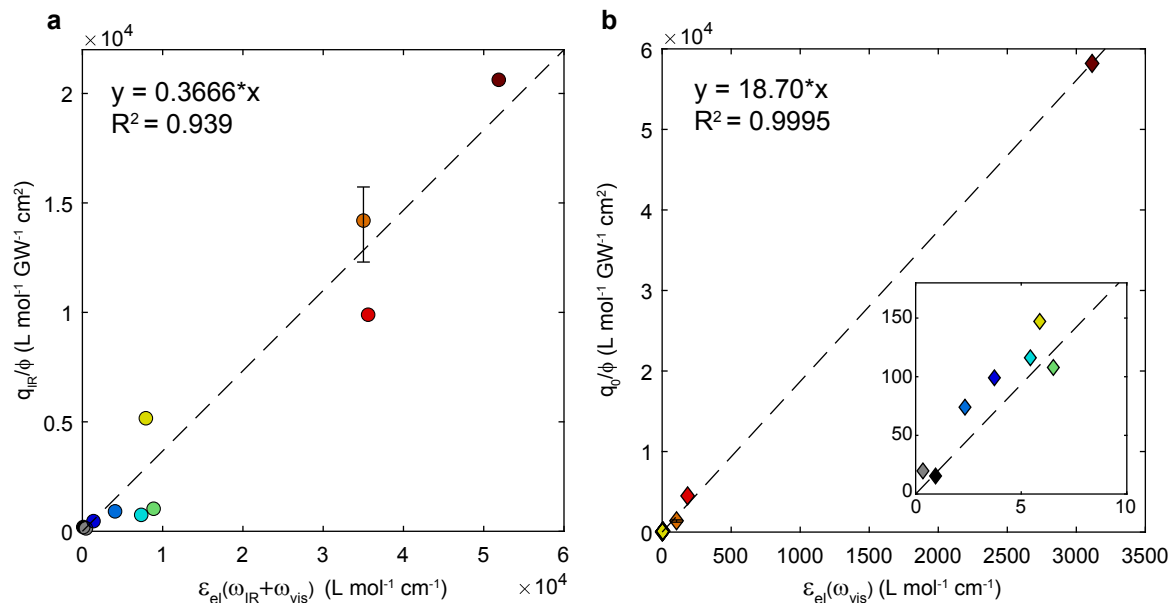 a
× 10⁴
y = 0.3666*x
R² = 0.939
2
1.5
1
0.5
0
q_IR/ϕ (L mol⁻¹ GW⁻¹ cm²)
0 1 2 3 4 5 6
ε_el(ω_IR+ω_vis) (L mol⁻¹ cm⁻¹)
× 10⁴
b
× 10⁴
y = 18.70*x
R² = 0.9995
6
5
4
3
2
1
0
q_0/ϕ (L mol⁻¹ GW⁻¹ cm²)
150
100
50
0
0 5 10
0 500 1000 1500 2000 2500 3000 3500
ε_el(ω_vis) (L mol⁻¹ cm⁻¹)